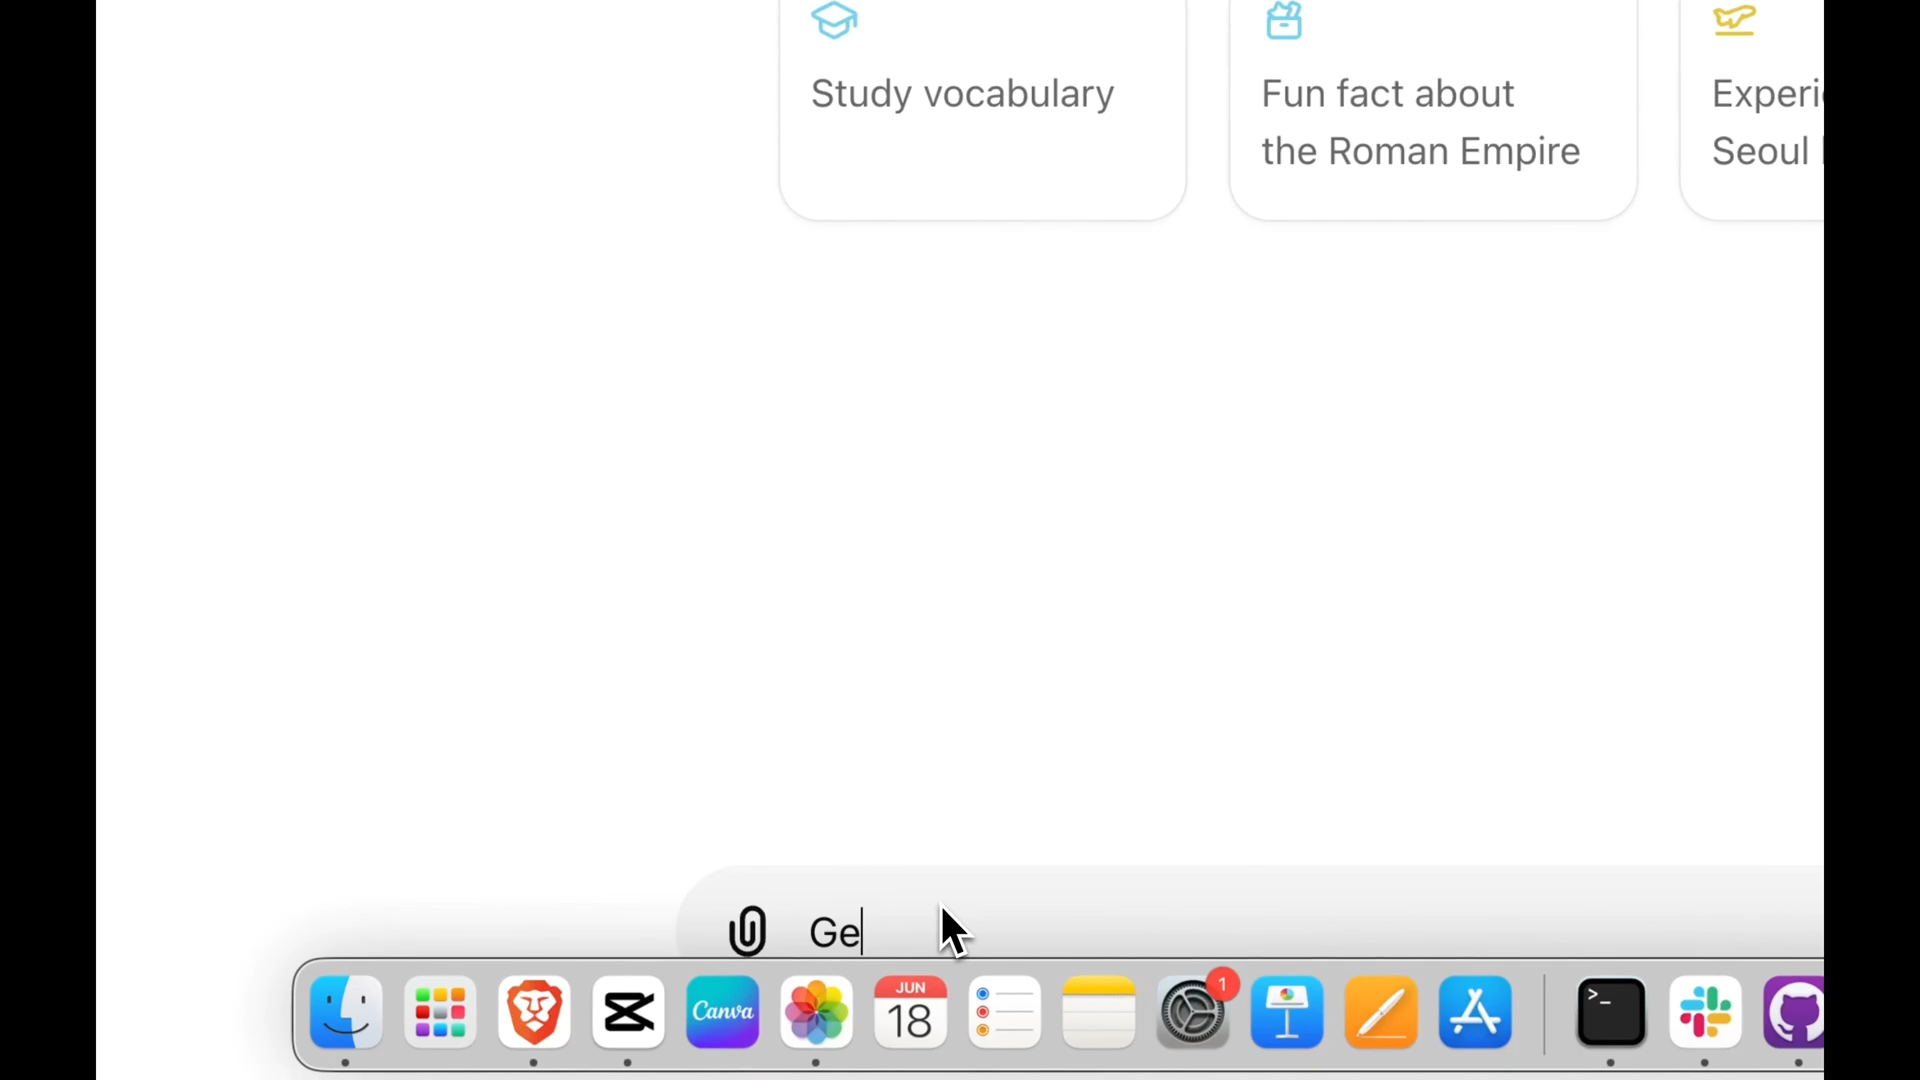 Study vocabulary
Fun fact about
the Roman Empire
Experi
Seoul
Ge
Canva
JUN
18
1
>_